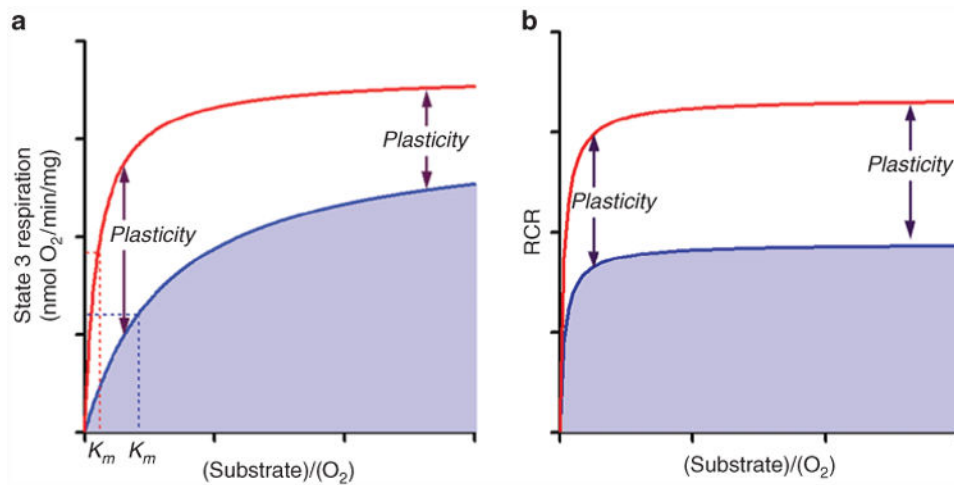 a
State 3 respiration
(nmol O₂/min/mg)
Plasticity
Plasticity
Kₘ
Kₘ
(Substrate)/(O₂)
b
RCR
Plasticity
Plasticity
(Substrate)/(O₂)